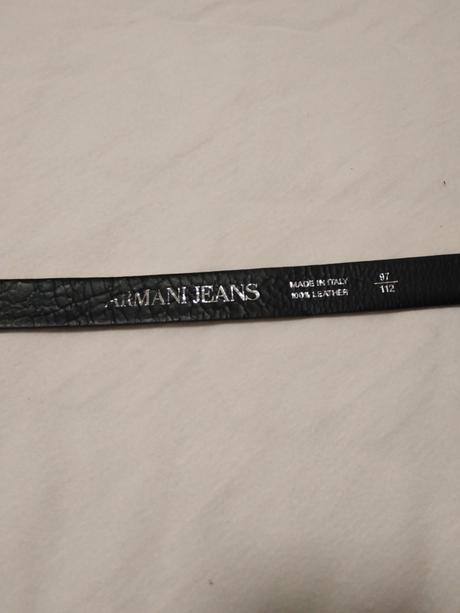 ARMANI JEANS
MADE IN ITALY
100% LEATHER
97
112